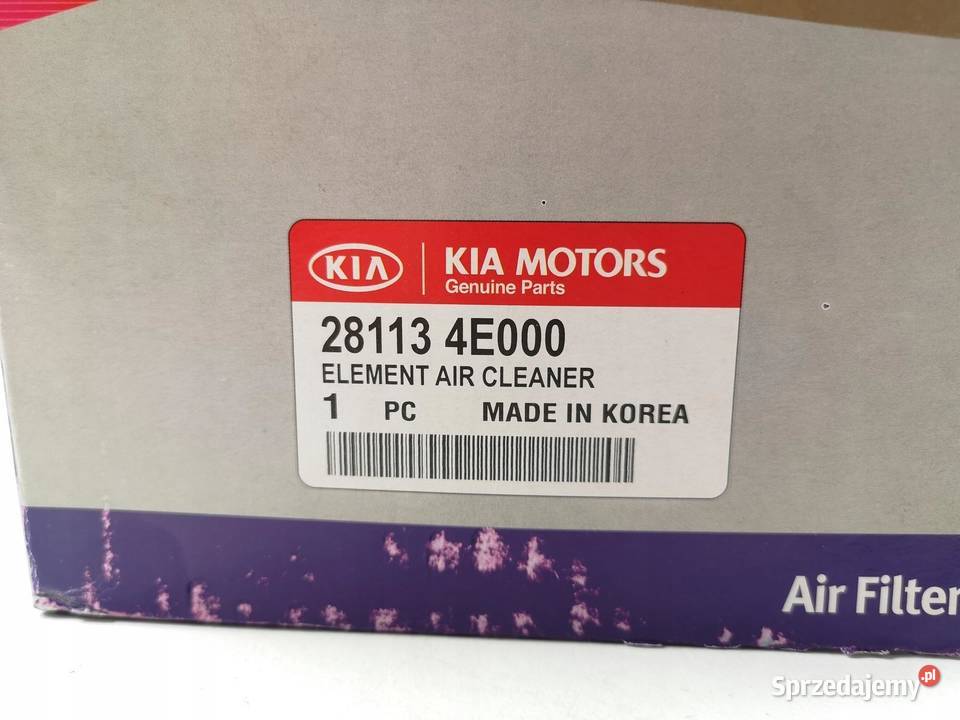 KIA
KIA MOTORS
Genuine Parts
28113 4E000
ELEMENT AIR CLEANER
1 PC MADE IN KOREA
Air Filter
Sprzedajemy.pl